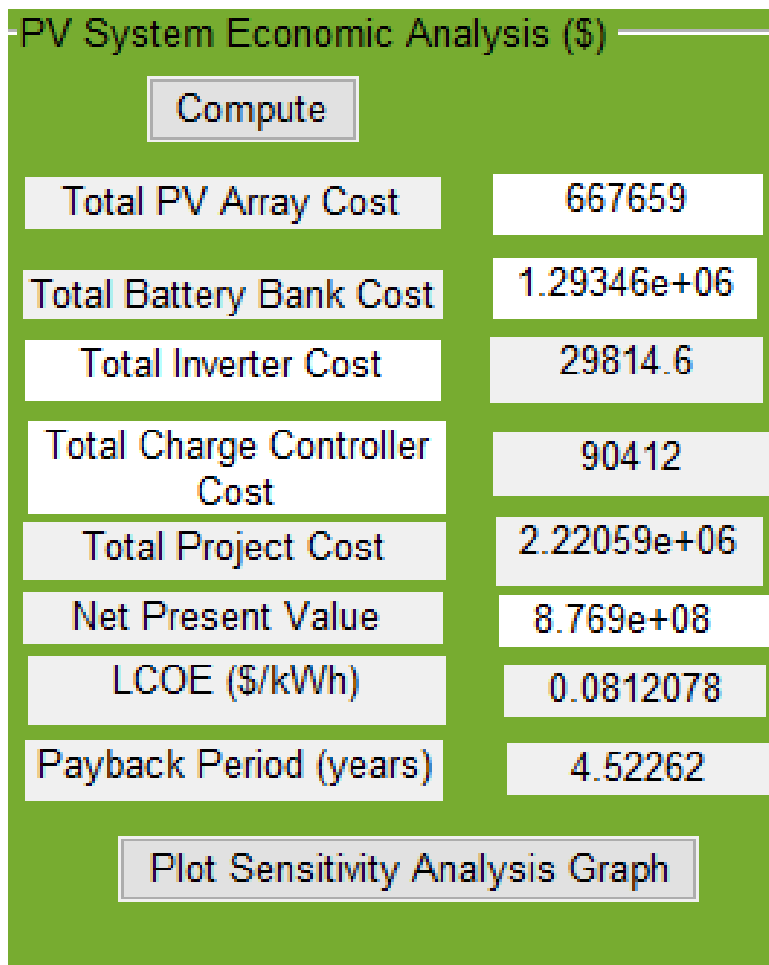 PV System Economic Analysis ($)
Compute
Total PV Array Cost 667659
Total Battery Bank Cost 1.29346e+06
Total Inverter Cost 29814.6
Total Charge Controller
Cost 90412
Total Project Cost 2.22059e+06
Net Present Value 8.769e+08
LCOE ($/kWh) 0.0812078
Payback Period (years) 4.52262
Plot Sensitivity Analysis Graph